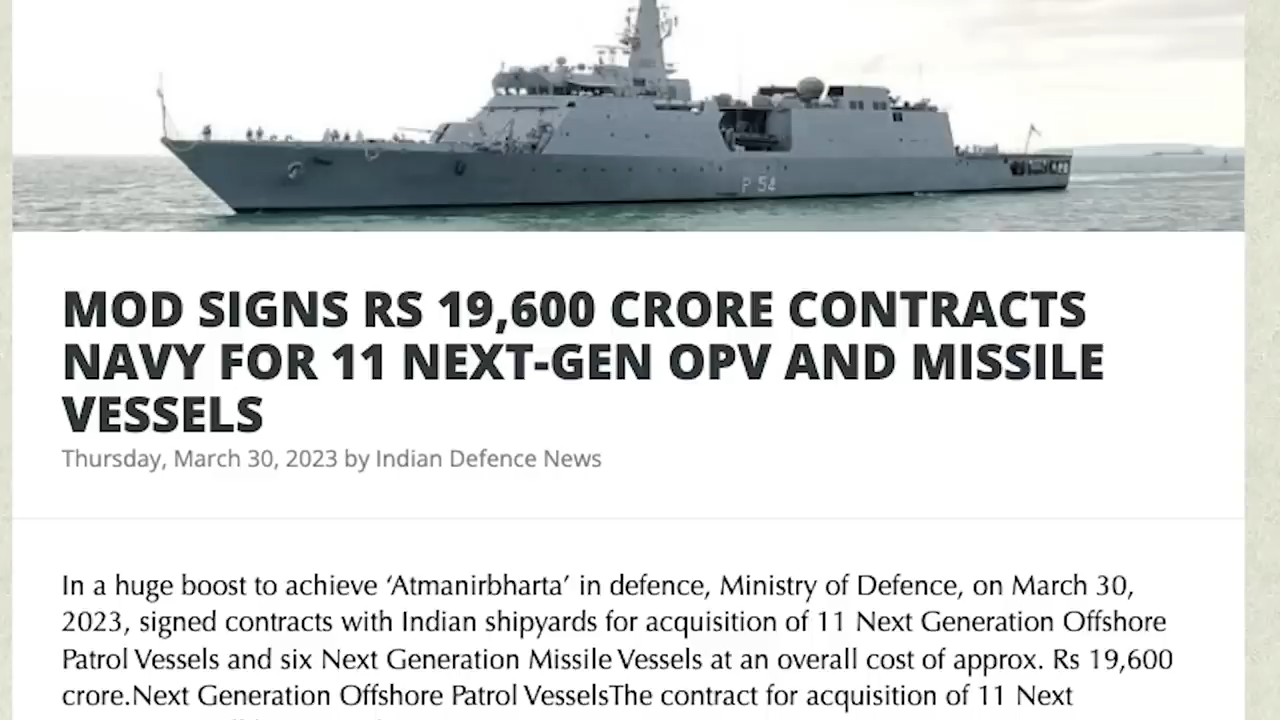 P 54
MOD SIGNS RS 19,600 CRORE CONTRACTS
NAVY FOR 11 NEXT-GEN OPV AND MISSILE
VESSELS
Thursday, March 30, 2023 by Indian Defence News
In a huge boost to achieve ‘Atmanirbharta’ in defence, Ministry of Defence, on March 30,
2023, signed contracts with Indian shipyards for acquisition of 11 Next Generation Offshore
Patrol Vessels and six Next Generation Missile Vessels at an overall cost of approx. Rs 19,600
crore.Next Generation Offshore Patrol VesselsThe contract for acquisition of 11 Next